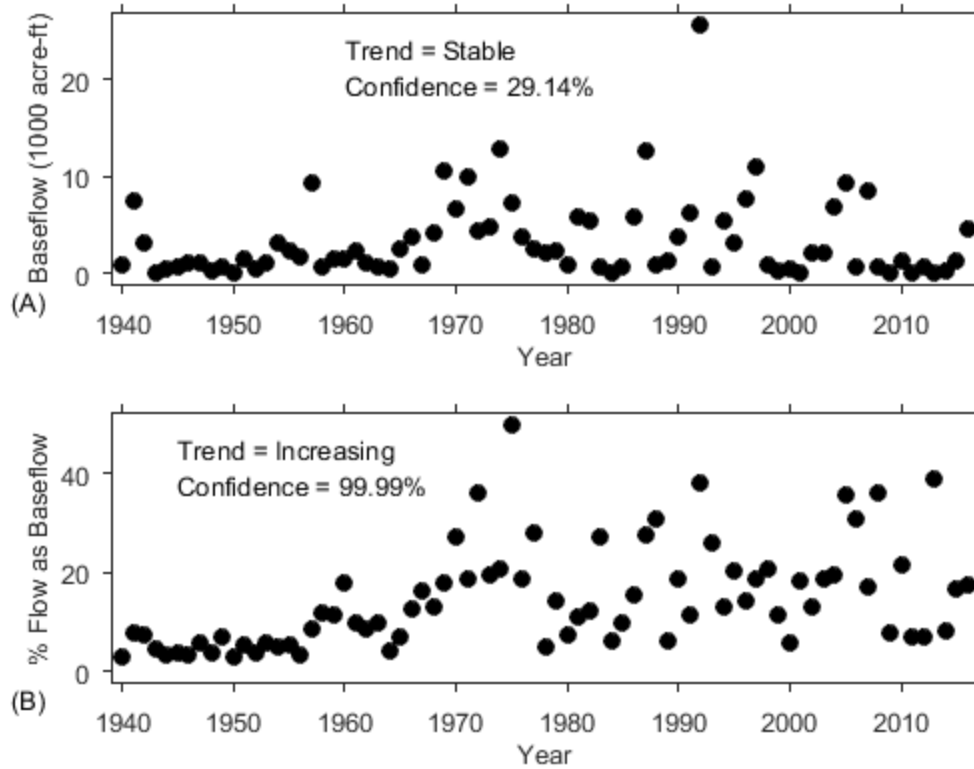 Baseflow (1000 acre-ft)
20
10
0
Trend = Stable
Confidence = 29.14%
(A)
1940 1950 1960 1970 1980 1990 2000 2010
Year
% Flow as Baseflow
40
20
0
Trend = Increasing
Confidence = 99.99%
(B)
1940 1950 1960 1970 1980 1990 2000 2010
Year